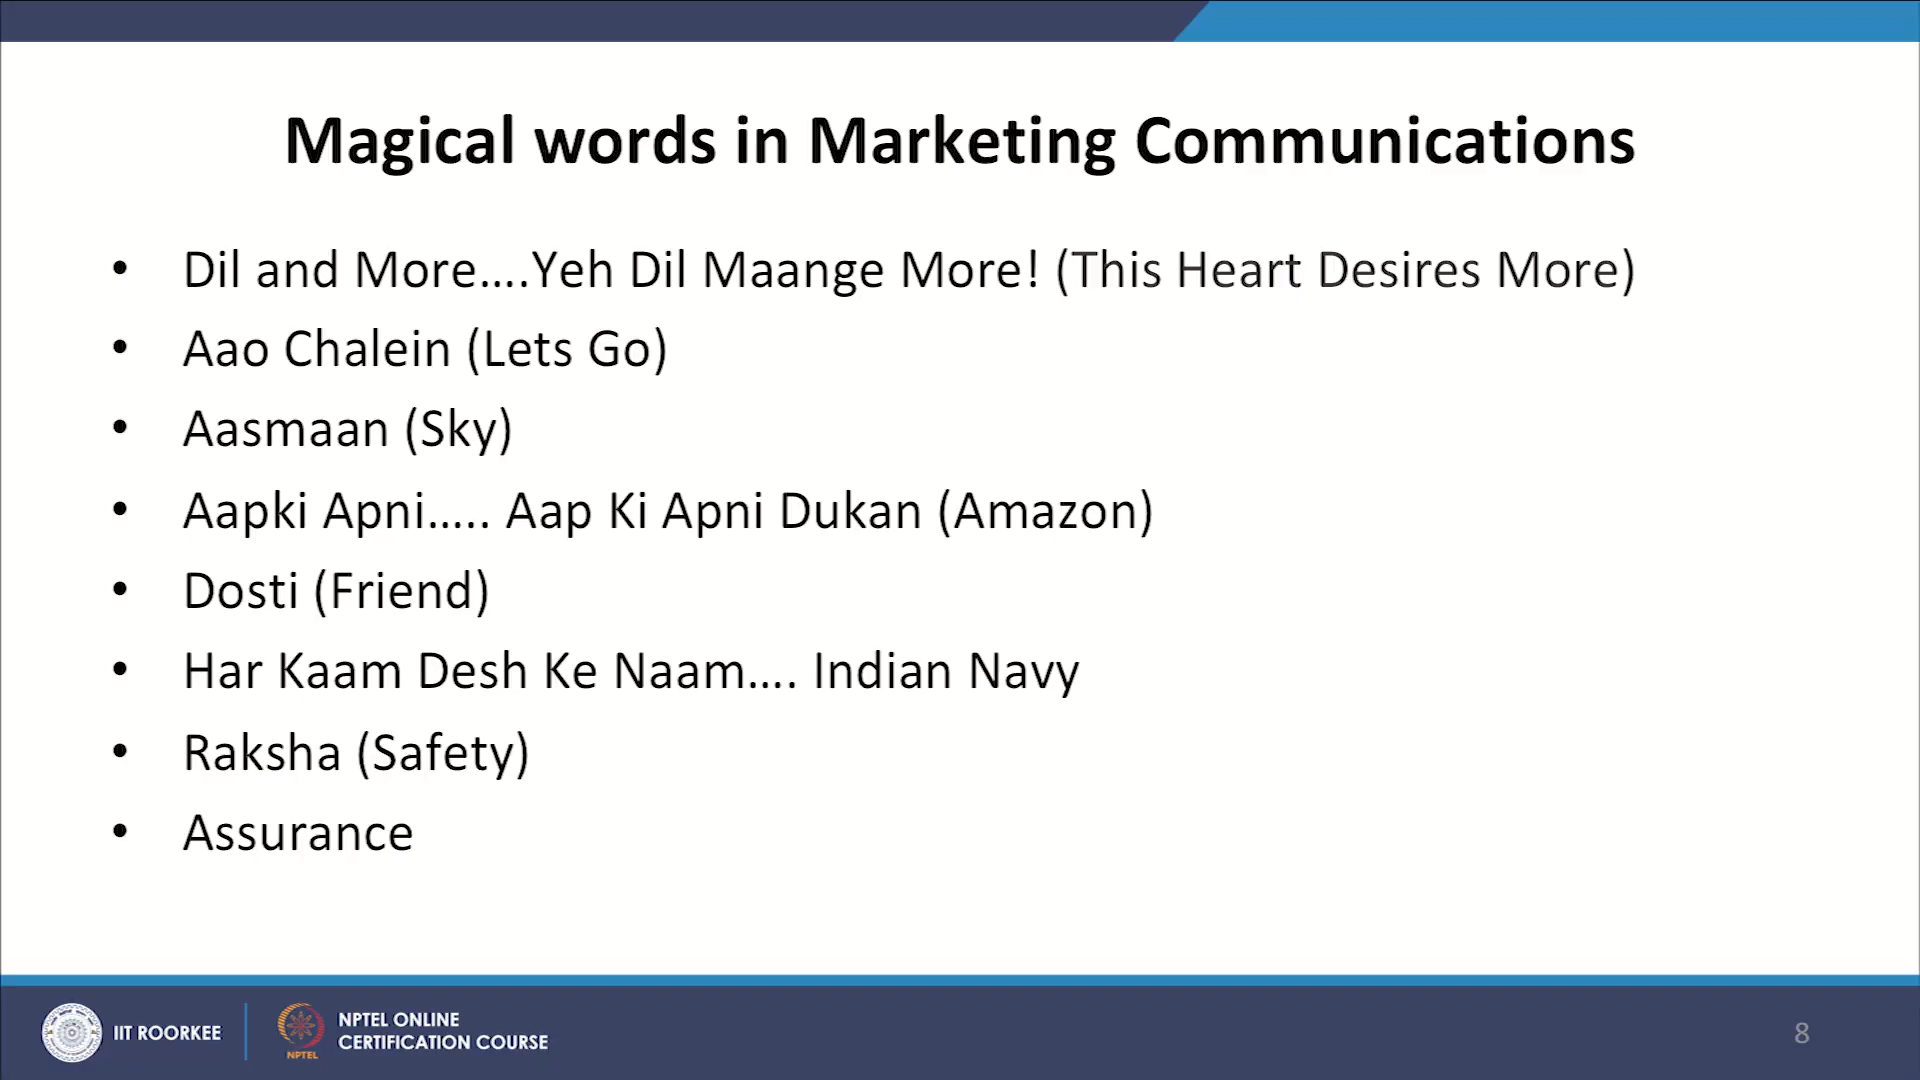 Magical words in Marketing Communications
• Dil and More....Yeh Dil Maange More! (This Heart Desires More)
• Aao Chalein (Lets Go)
• Aasmaan (Sky)
• Aapki Apni..... Aap Ki Apni Dukan (Amazon)
• Dosti (Friend)
• Har Kaam Desh Ke Naam.... Indian Navy
• Raksha (Safety)
• Assurance
IIT ROORKEE
NPTEL
NPTEL ONLINE
CERTIFICATION COURSE
8